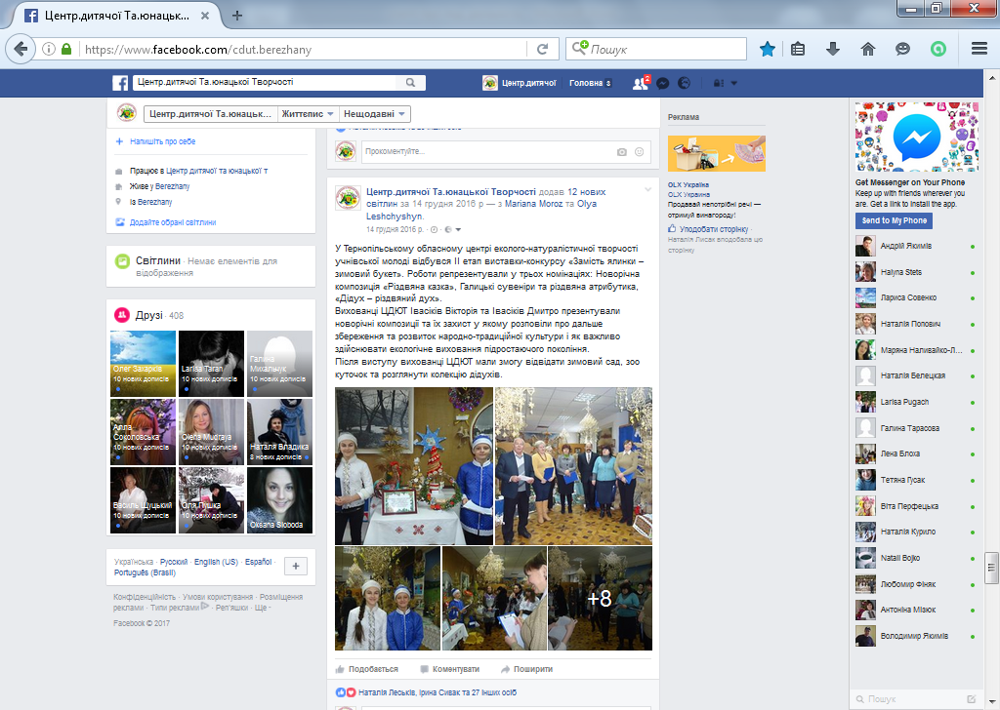 Центр.дитячої Та.юнацьк...
https://www.facebook.com/cdut.berezhany
Пошук
Центр.дитячої Та.юнацької Творчості
Центр.дитячої
Головна 8
2
Центр.дитячої Та.юнацьк...
Життєпис
Нещодавні
Напишіть про себе
Працює в Центр дитячої та юнацької т
Живе у Berezhany
Із Berezhany
Додайте обрані світлини
Світлини · Немає елементів для
відображення
Друзі · 408
Олег Захарків
10 нових дописів
Larisa Taran
10 нових дописів
Галина
Михальчук
10 нових дописів
Алла
Соколовська
10 нових дописів
Olena Mudraya
10 нових дописів
Наталя Владика
8 нових дописів
Василь Щуцький
10 нових дописів
Оля Пушка
10 нових дописів
Oksana Sloboda
Українська · Русский · English (US) · Español ·
Português (Brasil)
Конфіденційність · Умови користування · Розміщення
реклами · Типи реклами · Реп'яшки · Ще
Facebook © 2017
Прокоментуйте...
Центр.дитячої Та.юнацької Творчості додав 12 нових
світлин за 14 грудня 2016 р — з Mariana Moroz та Olya
Leshchyshyn.
14 грудня 2016 р. ·
У Тернопільському обласному центрі еколого-натуралістичної творчості
учнівської молоді відбувся ІІ етап виставки-конкурсу «Замість ялинки –
зимовий букет». Роботи репрезентували у трьох номінаціях: Новорічна
композиція «Різдвяна казка», Галицькі сувеніри та різдвяна атрибутика,
«Дідух – різдвяний дух».
Вихованці ЦДЮТ Івасіків Вікторія та Івасіків Дмитро презентували
новорічні композиції та їх захист у якому розповіли про дальше
збереження та розвиток народно-традиційної культури і як важливо
здійснювати екологічне виховання підростаючого покоління.
Після виступу вихованці ЦДЮТ мали змогу відвідати зимовий сад, зоо
куточок та розглянути колекцію дідухів.
+8
Подобається
Коментувати
Поширити
Наталія Леськів, Ірина Сивак та 27 інших осіб
Реклама
OLX Україна
OLX Украина
Продавай непотрібні речі —
отримуй винагороду!
Уподобати сторінку ·
Наталія Лисак вподобала цю
сторінку
Get Messenger on Your Phone
Keep up with friends wherever you
are. Get a link to install the app.
Send to My Phone
Андрій Якимів
Halyna Stets
Лариса Совенко
Наталія Попович
Маряна Наливайко-Л...
Наталія Белецкая
Larisa Pugach
Галина Тарасова
Лена Блоха
Тетяна Гусак
Віта Перфецька
Наталія Курило
Natali Bojko
Любомир Фіняк
Антоніна Мізюк
Володимир Якимів
Пошук